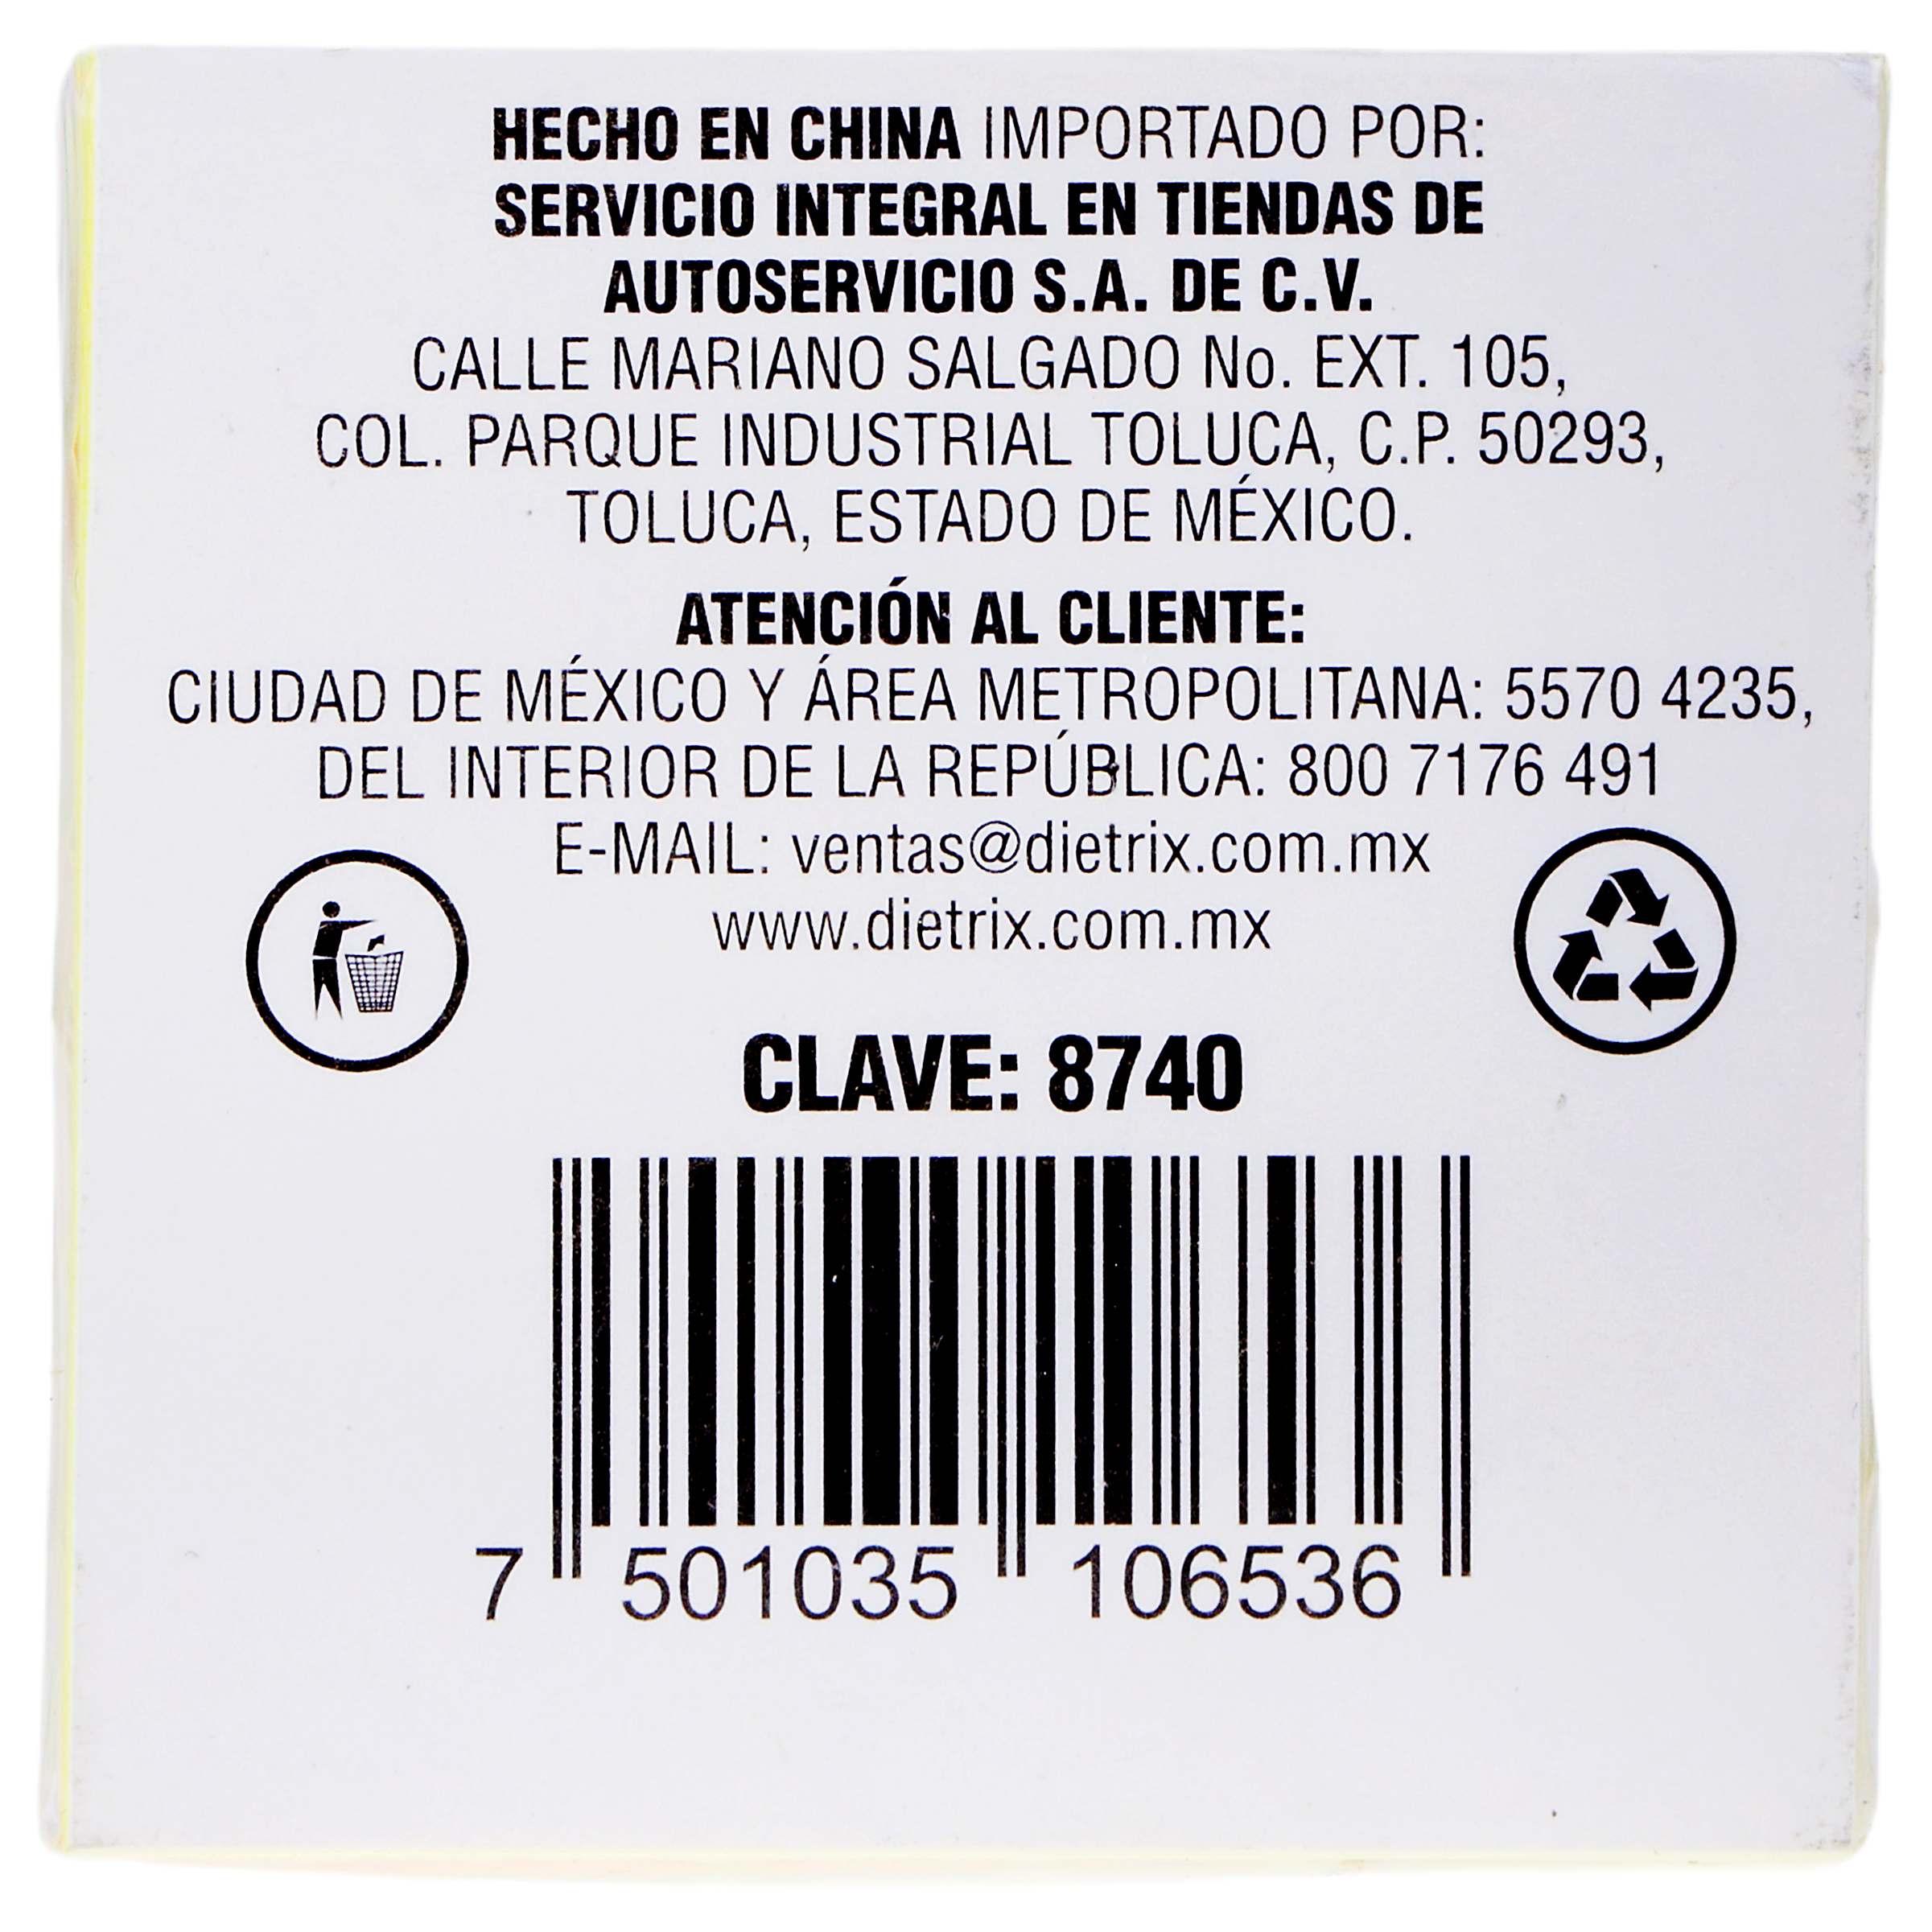 HECHO EN CHINA IMPORTADO POR:
SERVICIO INTEGRAL EN TIENDAS DE
AUTOSERVICIO S.A. DE C.V.
CALLE MARIANO SALGADO No. EXT. 105,
COL. PARQUE INDUSTRIAL TOLUCA, C.P. 50293,
TOLUCA, ESTADO DE MÉXICO.
ATENCIÓN AL CLIENTE:
CIUDAD DE MÉXICO Y ÁREA METROPOLITANA: 5570 4235,
DEL INTERIOR DE LA REPÚBLICA: 800 7176 491
E-MAIL: ventas@dietrix.com.mx
www.dietrix.com.mx
CLAVE: 8740
7 501035 106536